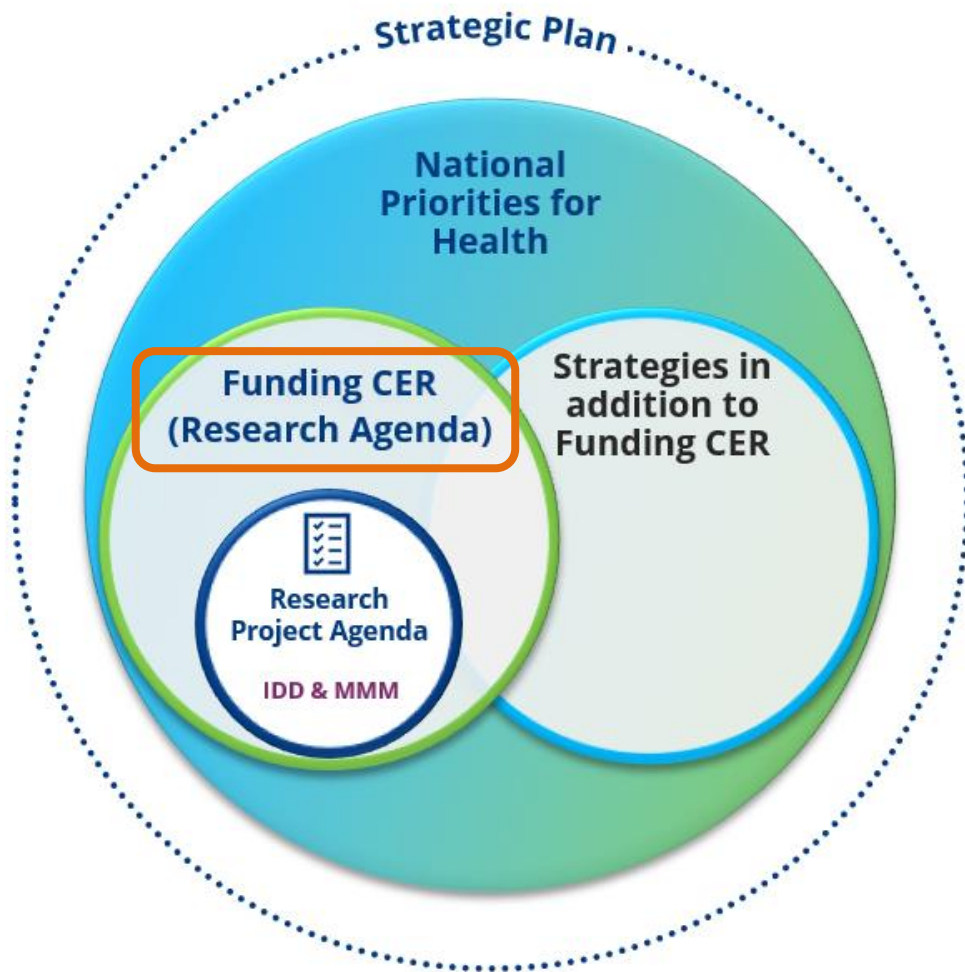 Strategic Plan
National
Priorities for
Health
Funding CER
(Research Agenda)
Strategies in
addition to
Funding CER
Research
Project Agenda
IDD & MMM